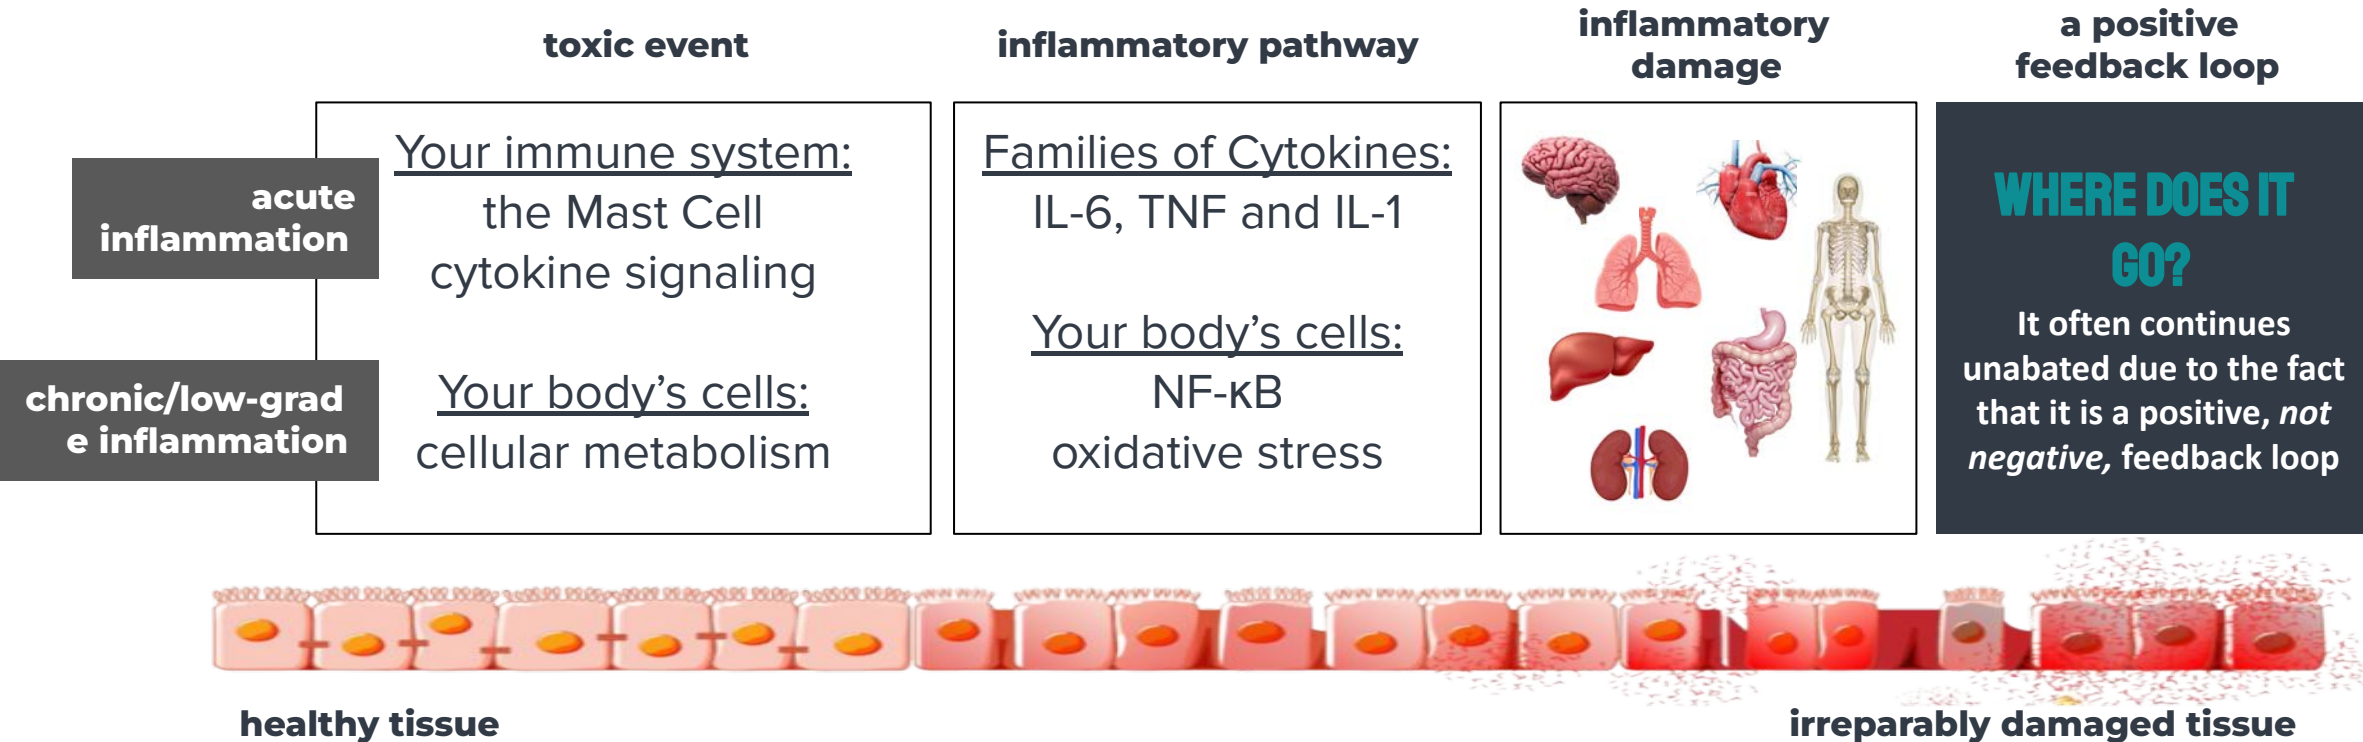 toxic event
inflammatory pathway
inflammatory
damage
a positive
feedback loop
acute
inflammation
chronic/low-grad
e inflammation
Your immune system:
the Mast Cell
cytokine signaling
Your body’s cells:
cellular metabolism
Families of Cytokines:
IL-6, TNF and IL-1
Your body’s cells:
NF-κB
oxidative stress
WHERE DOES IT
GO?
It often continues
unabated due to the fact
that it is a positive, not
negative, feedback loop
healthy tissue
irreparably damaged tissue